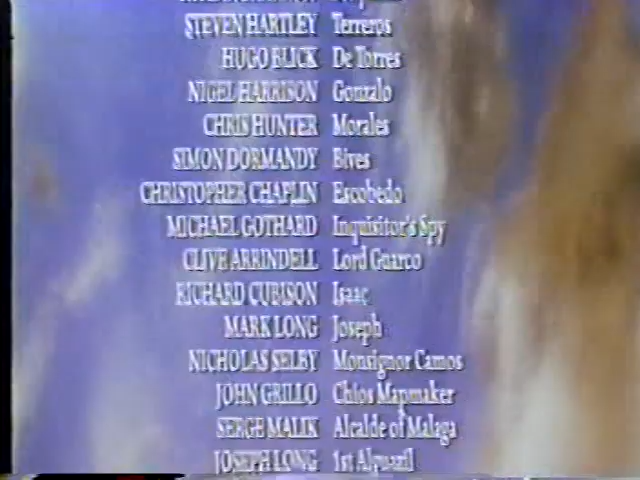 STEVEN HARTLEY Terreros
HUGO BLICK De Torres
NIGEL HARRISON Gonzalo
CHRIS HUNTER Morales
SIMON DORMANDY Bives
CHRISTOPHER CHAPLIN Escobedo
MICHAEL GOTHARD Inquisitor's Spy
CLIVE ARRINDELL Lord Guarco
RICHARD CUBISON Isaac
MARK LONG Joseph
NICHOLAS SELBY Monsignor Carnos
JOHN GRILLO Chios Mapmaker
SERGE MALIK Alcalde of Malaga
JOSEPH LONG 1st Alguazil